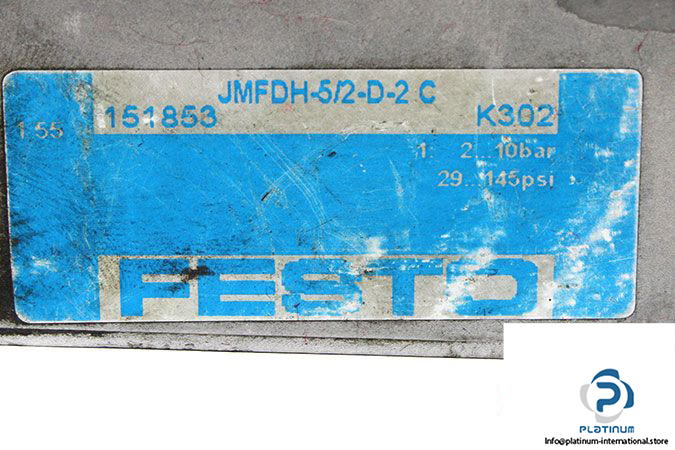 JMFDH-5/2-D-2 C
151853 K302
1.55
1. 2...10bar
29...145psi
FESTO
P
PLATINUM
Info@platinum-international.store